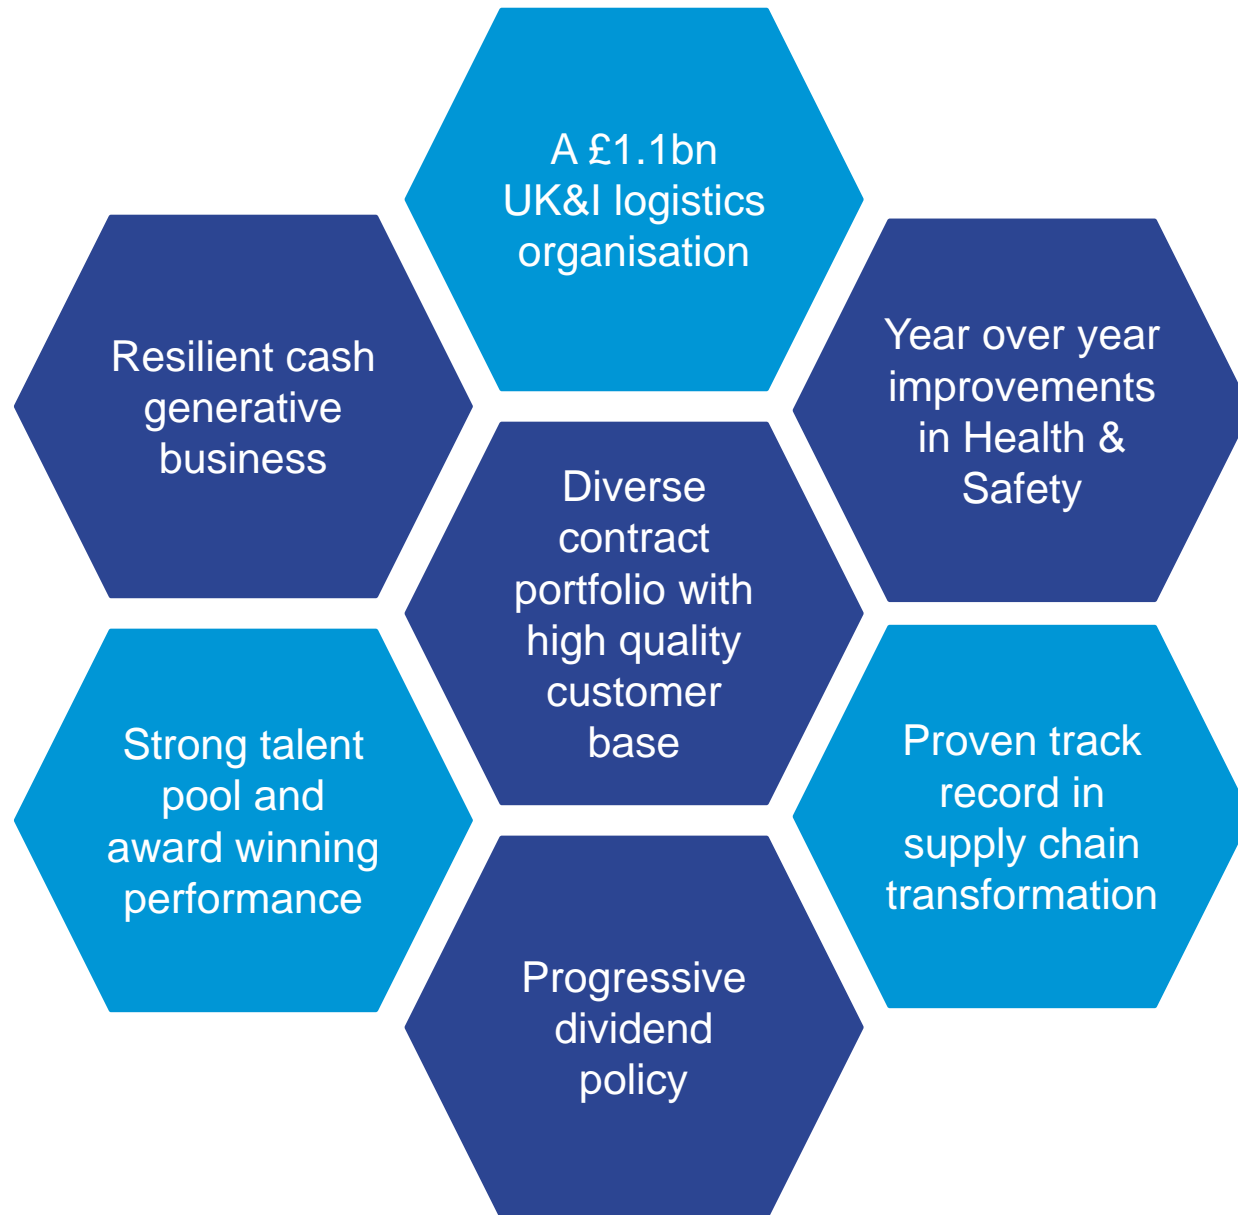 A £1.1bn
UK&I logistics
organisation
Resilient cash
generative
business
Year over year
improvements
in Health &
Safety
Diverse
contract
portfolio with
high quality
customer
base
Strong talent
pool and
award winning
performance
Proven track
record in
supply chain
transformation
Progressive
dividend
policy